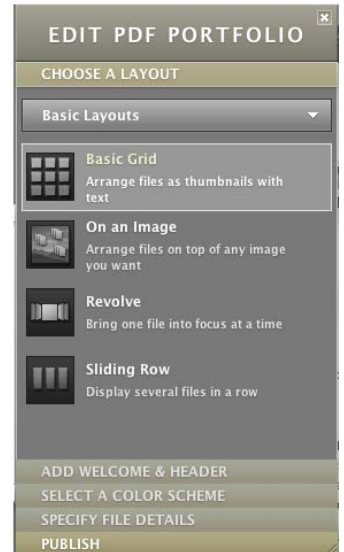 EDIT PDF PORTFOLIO
CHOOSE A LAYOUT
Basic Layouts
Basic Grid
Arrange files as thumbnails with
text
On an Image
Arrange files on top of any image
you want
Revolve
Bring one file into focus at a time
Sliding Row
Display several files in a row
ADD WELCOME & HEADER
SELECT A COLOR SCHEME
SPECIFY FILE DETAILS
PUBLISH